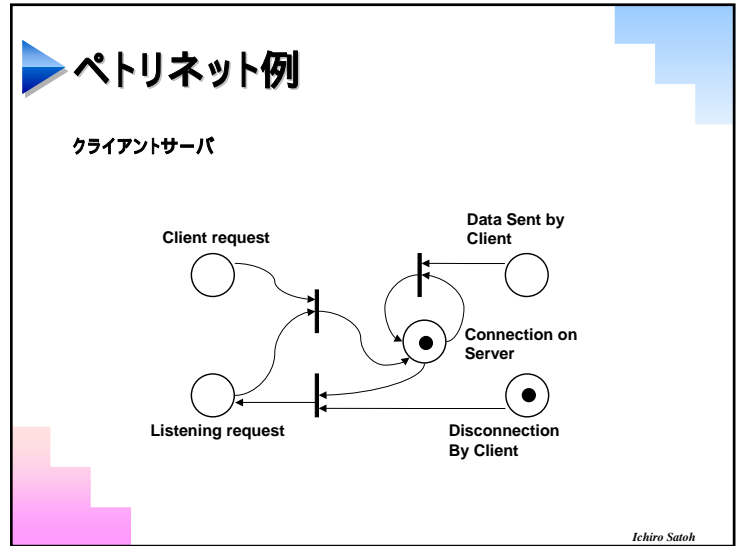 ペトリネット例
クライアントサーバ
Client request
Data Sent by
Client
Connection on
Server
Listening request
Disconnection
By Client
Ichiro Satoh